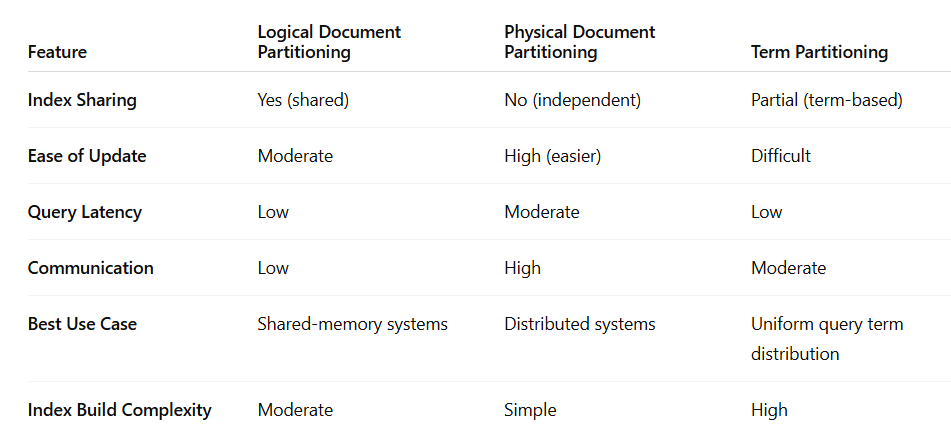 Feature Logical Document Partitioning Physical Document Partitioning Term Partitioning
Index Sharing Yes (shared) No (independent) Partial (term-based)
Ease of Update Moderate High (easier) Difficult
Query Latency Low Moderate Low
Communication Low High Moderate
Best Use Case Shared-memory systems Distributed systems Uniform query term distribution
Index Build Complexity Moderate Simple High